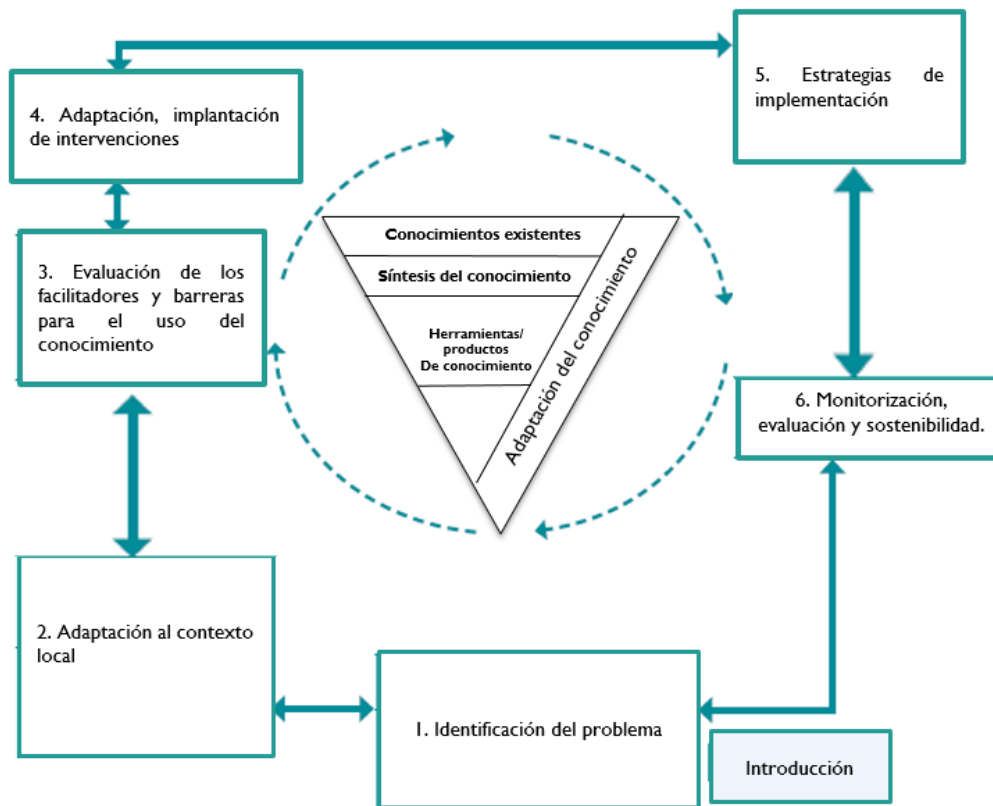 4. Adaptación, implantación
de intervenciones
5. Estrategias de
implementación
3. Evaluación de los
facilitadores y barreras
para el uso del
conocimiento
Conocimientos existentes
Síntesis del conocimiento
Herramientas/
productos
De conocimiento
Adaptación del conocimiento
6. Monitorización,
evaluación y sostenibilidad.
2. Adaptación al contexto
local
1. Identificación del problema
Introducción